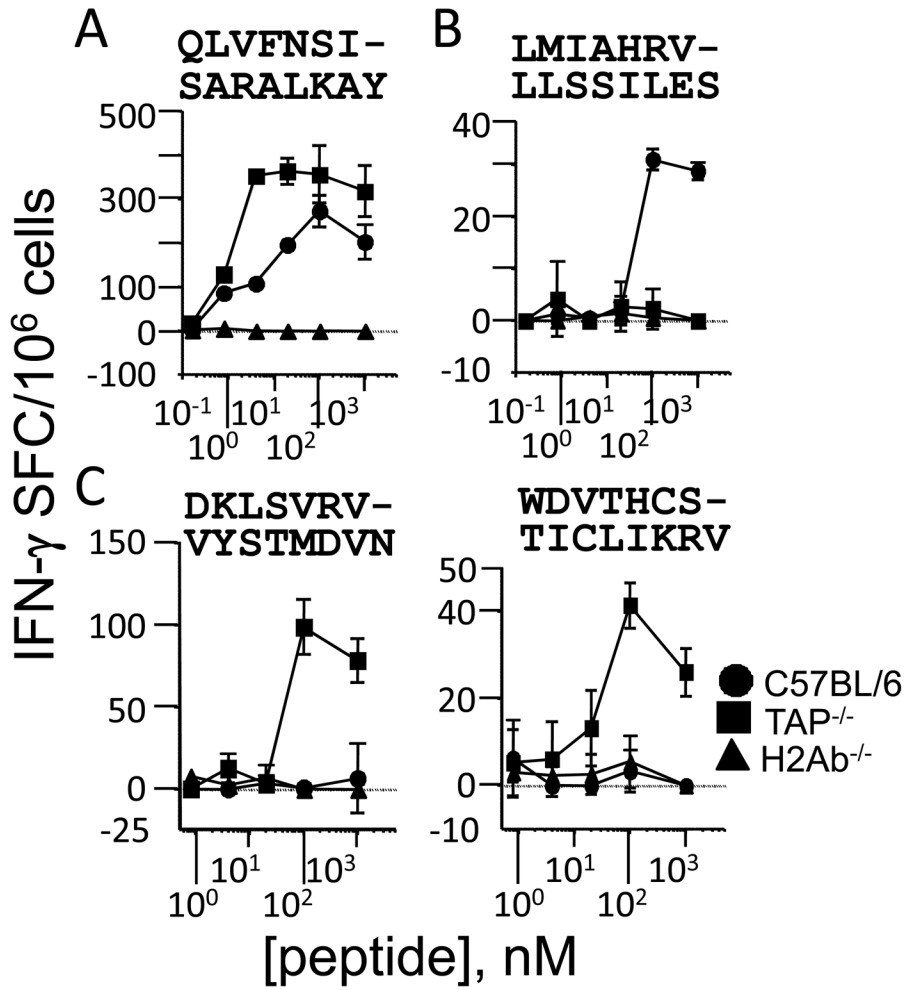 A
QLVFNSI-
SARALKAY
500
300
100
0
-100
10⁻¹ 10¹ 10³
10⁰ 10²
B
LMIAHRV-
LLSSILES
40
20
0
-10
10⁻¹ 10¹ 10³
10⁰ 10²
IFN-γ SFC/10⁶ cells
C
DKLSVRV-
VYSTMDVN
150
100
50
0
-25
10¹ 10³
10⁰ 10²
WDVTHCS-
TICLIKRV
50
40
20
0
-10
10¹ 10³
10⁰ 10²
C57BL/6
TAP⁻/⁻
H2Ab⁻/⁻
[peptide], nM